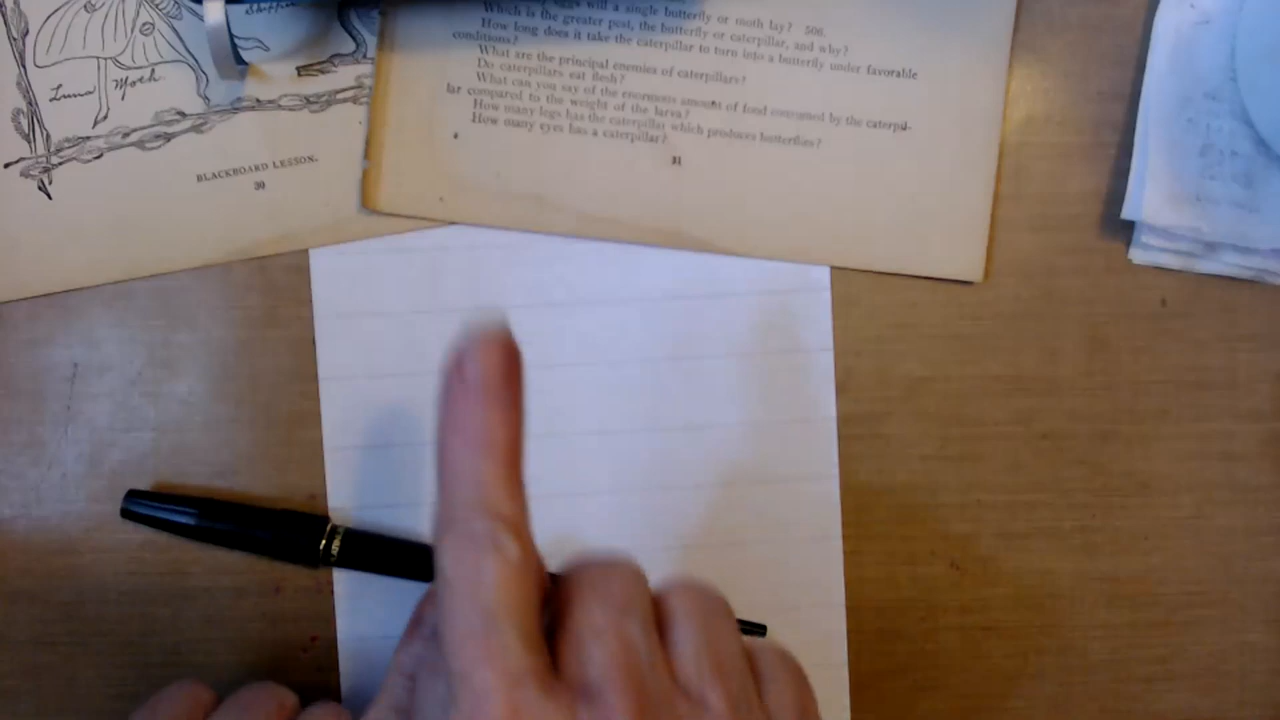 Luna Moth.
BLACKBOARD LESSON.
30
will a single butterfly or moth lay? 500.
Which is the greater pest, the butterfly or caterpillar, and why?
How long does it take the caterpillar to turn into a butterfly under favorable
conditions?
What are the principal enemies of caterpillars?
Do caterpillars eat flesh?
What can you say of the enormous amount of food consumed by the caterpil-
lar compared to the weight of the larva?
How many legs has the caterpillar which produces butterflies?
How many eyes has a caterpillar?
31